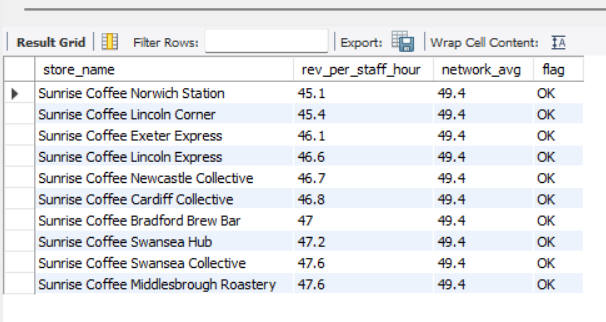 Result Grid Filter Rows: Export: Wrap Cell Content:
store_name rev_per_staff_hour network_avg flag
Sunrise Coffee Norwich Station 45.1 49.4 OK
Sunrise Coffee Lincoln Corner 45.4 49.4 OK
Sunrise Coffee Exeter Express 46.1 49.4 OK
Sunrise Coffee Lincoln Express 46.6 49.4 OK
Sunrise Coffee Newcastle Collective 46.7 49.4 OK
Sunrise Coffee Cardiff Collective 46.8 49.4 OK
Sunrise Coffee Bradford Brew Bar 47 49.4 OK
Sunrise Coffee Swansea Hub 47.2 49.4 OK
Sunrise Coffee Swansea Collective 47.6 49.4 OK
Sunrise Coffee Middlesbrough Roastery 47.6 49.4 OK